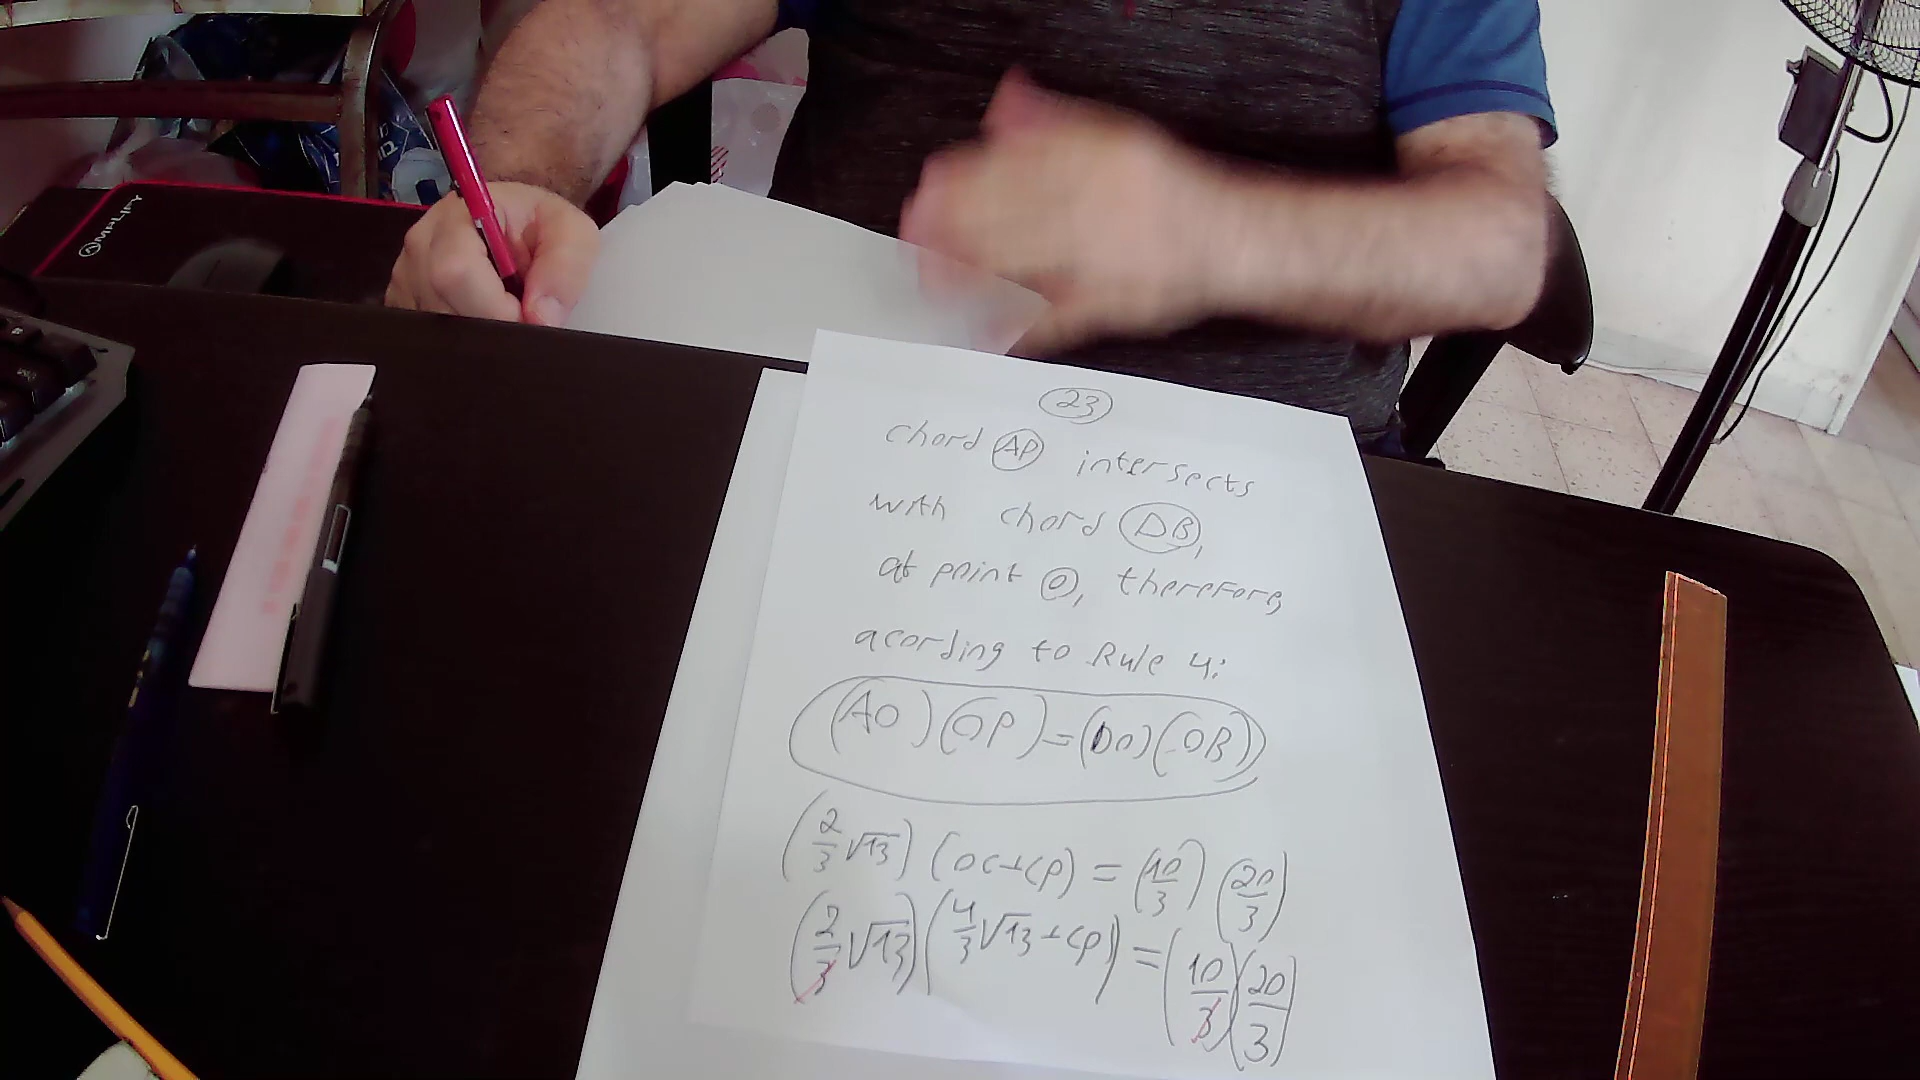 AMPLIFY
23
chord AP intersects
with chord DB,
at point O, therefore,
acording to Rule 4:
(AO)(OP)=(DO)(OB)
(2/3 √13)(OC+CP)=(10/3)(20/3)
(2/3 √13)(4/3 √13+CP)=(10/3)(20/3)